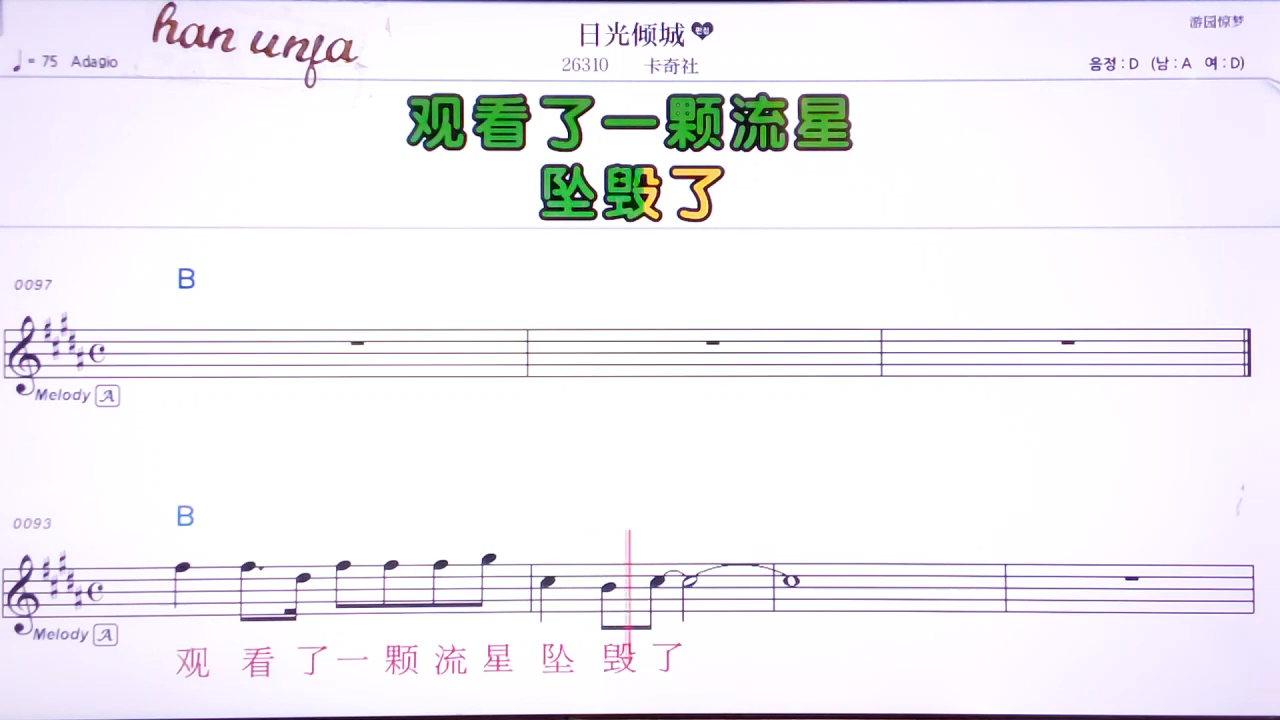 han unfa
日光倾城
편집
游园惊梦
♩= 75 Adagio
26310 卡奇社
음정 : D (남 : A 여 : D)
观看了一颗流星
坠毁了
0097
B
Melody A
0093
B
Melody A
观 看 了 一 颗 流 星 坠 毁 了